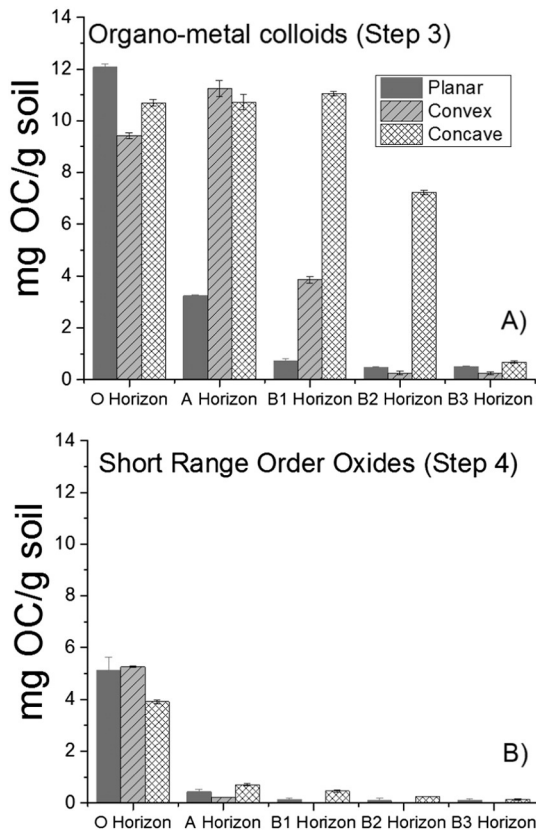 Organo-metal colloids (Step 3)
14
12
10
8
6
4
2
0
mg OC/g soil
Planar
Convex
Concave
A)
O Horizon A Horizon B1 Horizon B2 Horizon B3 Horizon
Short Range Order Oxides (Step 4)
14
12
10
8
6
4
2
0
mg OC/g soil
B)
O Horizon A Horizon B1 Horizon B2 Horizon B3 Horizon